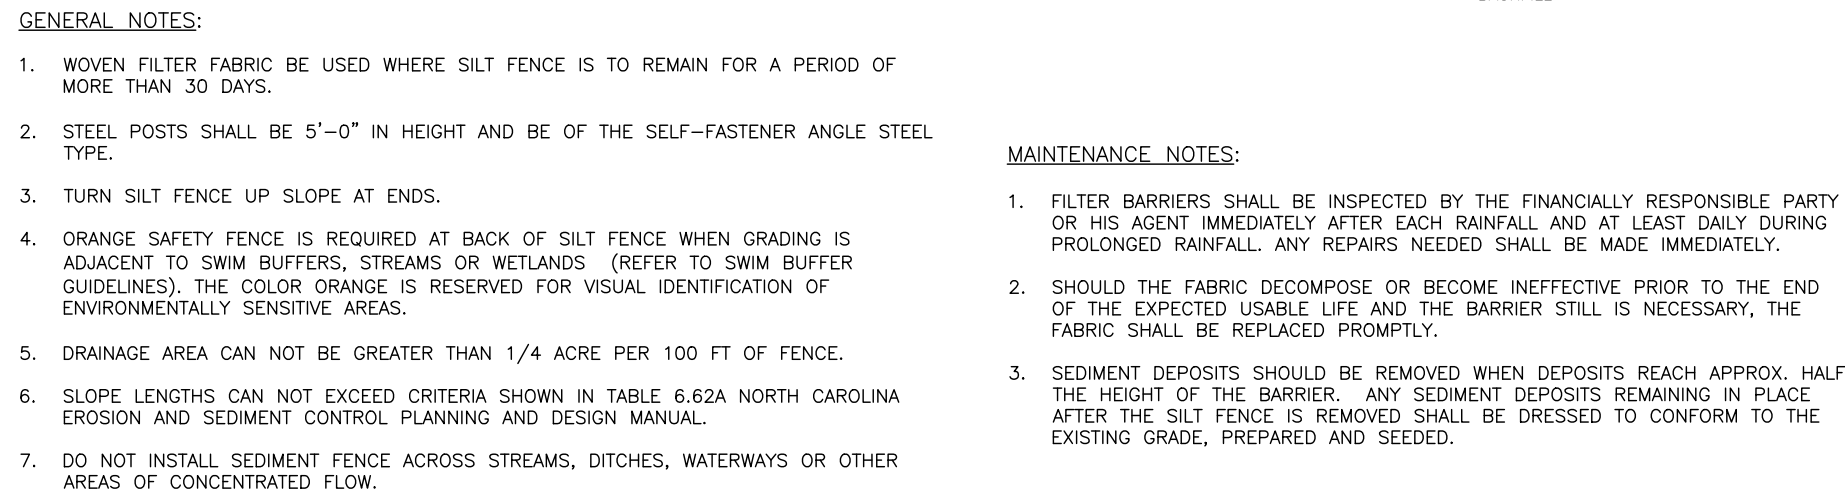 GENERAL NOTES:
1. WOVEN FILTER FABRIC BE USED WHERE SILT FENCE IS TO REMAIN FOR A PERIOD OF
MORE THAN 30 DAYS.
2. STEEL POSTS SHALL BE 5'–0" IN HEIGHT AND BE OF THE SELF–FASTENER ANGLE STEEL
TYPE.
3. TURN SILT FENCE UP SLOPE AT ENDS.
4. ORANGE SAFETY FENCE IS REQUIRED AT BACK OF SILT FENCE WHEN GRADING IS
ADJACENT TO SWIM BUFFERS, STREAMS OR WETLANDS (REFER TO SWIM BUFFER
GUIDELINES). THE COLOR ORANGE IS RESERVED FOR VISUAL IDENTIFICATION OF
ENVIRONMENTALLY SENSITIVE AREAS.
5. DRAINAGE AREA CAN NOT BE GREATER THAN 1/4 ACRE PER 100 FT OF FENCE.
6. SLOPE LENGTHS CAN NOT EXCEED CRITERIA SHOWN IN TABLE 6.62A NORTH CAROLINA
EROSION AND SEDIMENT CONTROL PLANNING AND DESIGN MANUAL.
7. DO NOT INSTALL SEDIMENT FENCE ACROSS STREAMS, DITCHES, WATERWAYS OR OTHER
AREAS OF CONCENTRATED FLOW.
MAINTENANCE NOTES:
1. FILTER BARRIERS SHALL BE INSPECTED BY THE FINANCIALLY RESPONSIBLE PARTY
OR HIS AGENT IMMEDIATELY AFTER EACH RAINFALL AND AT LEAST DAILY DURING
PROLONGED RAINFALL. ANY REPAIRS NEEDED SHALL BE MADE IMMEDIATELY.
2. SHOULD THE FABRIC DECOMPOSE OR BECOME INEFFECTIVE PRIOR TO THE END
OF THE EXPECTED USABLE LIFE AND THE BARRIER STILL IS NECESSARY, THE
FABRIC SHALL BE REPLACED PROMPTLY.
3. SEDIMENT DEPOSITS SHOULD BE REMOVED WHEN DEPOSITS REACH APPROX. HALF
THE HEIGHT OF THE BARRIER. ANY SEDIMENT DEPOSITS REMAINING IN PLACE
AFTER THE SILT FENCE IS REMOVED SHALL BE DRESSED TO CONFORM TO THE
EXISTING GRADE, PREPARED AND SEEDED.